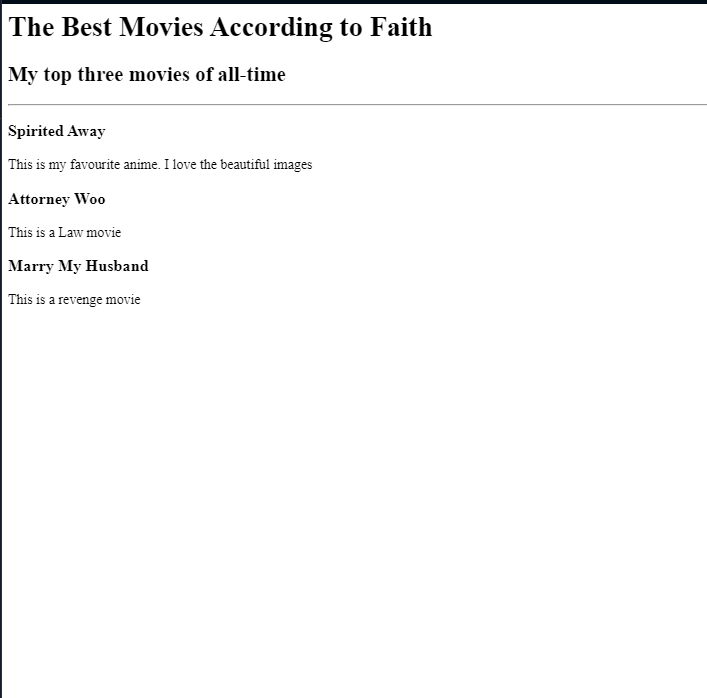 The Best Movies According to Faith
My top three movies of all-time
Spirited Away
This is my favourite anime. I love the beautiful images
Attorney Woo
This is a Law movie
Marry My Husband
This is a revenge movie